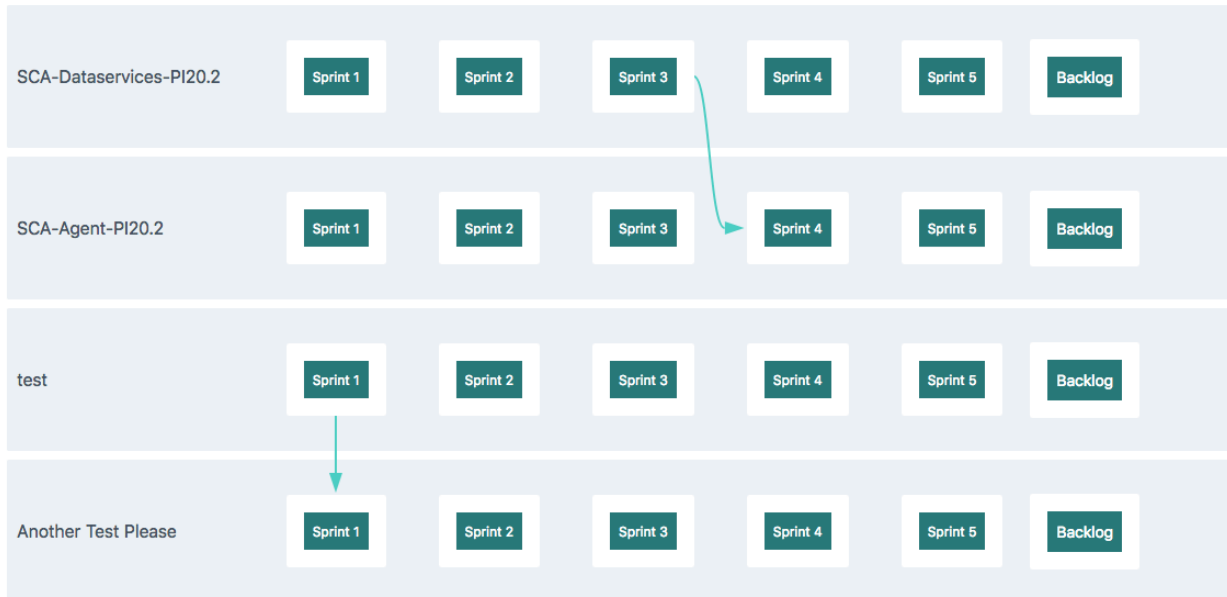 SCA-Dataservices-PI20.2 Sprint 1 Sprint 2 Sprint 3 Sprint 4 Sprint 5 Backlog
SCA-Agent-PI20.2 Sprint 1 Sprint 2 Sprint 3 Sprint 4 Sprint 5 Backlog
test Sprint 1 Sprint 2 Sprint 3 Sprint 4 Sprint 5 Backlog
Another Test Please Sprint 1 Sprint 2 Sprint 3 Sprint 4 Sprint 5 Backlog